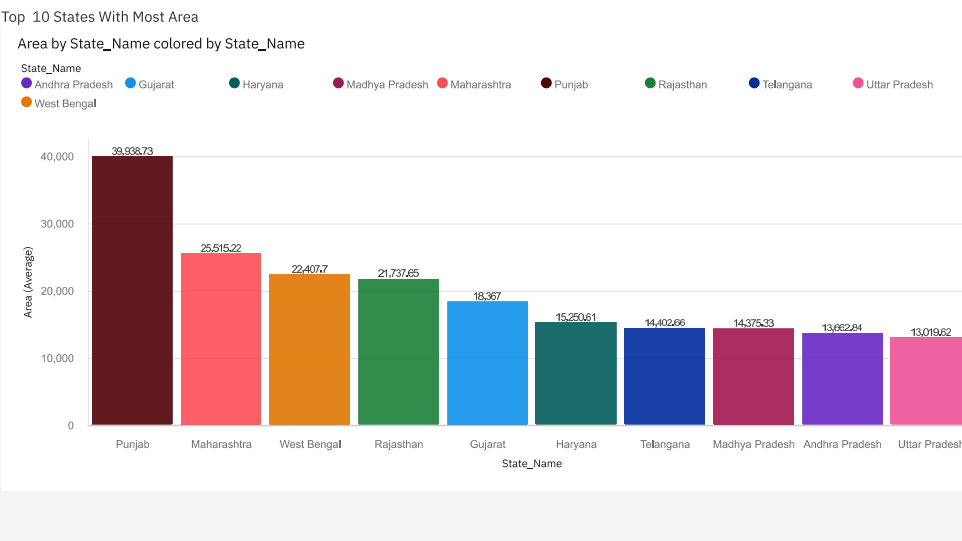 Top 10 States With Most Area
Area by State_Name colored by State_Name
State_Name
Andhra Pradesh Gujarat Haryana Madhya Pradesh Maharashtra Punjab Rajasthan Telangana Uttar Pradesh
West Bengal
Area (Average)
40,000
30,000
20,000
10,000
0
39,938.73
25,515.22
22,407.7
21,737.65
18,367
15,250.61
14,402.66
14,375.33
13,662.84
13,019.62
Punjab Maharashtra West Bengal Rajasthan Gujarat Haryana Telangana Madhya Pradesh Andhra Pradesh Uttar Pradesh
State_Name